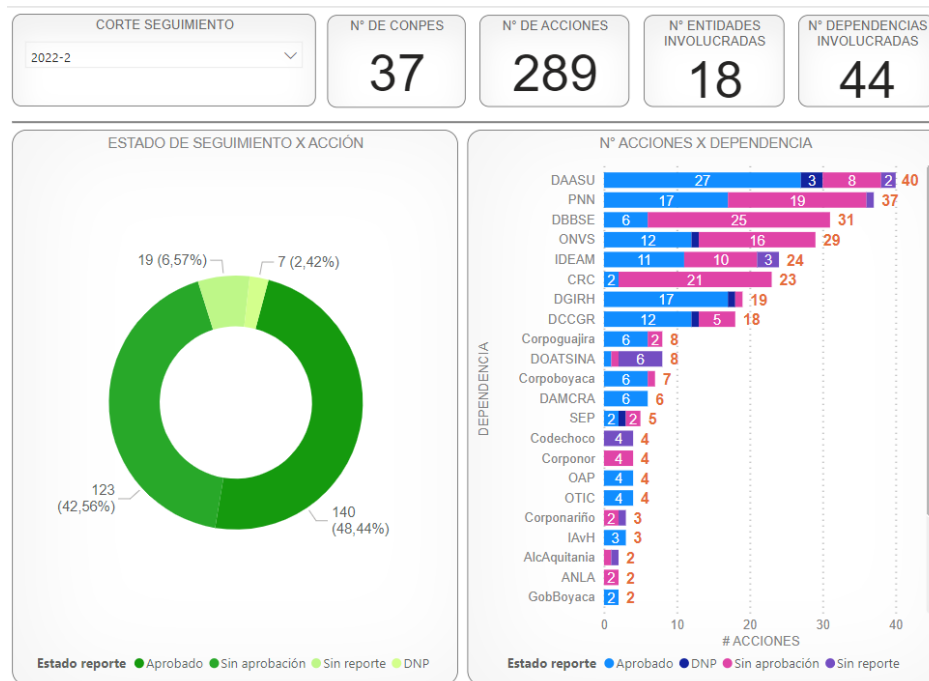 CORTE SEGUIMIENTO
2022-2
N° DE CONPES
37
N° DE ACCIONES
289
N° ENTIDADES
INVOLUCRADAS
18
N° DEPENDENCIAS
INVOLUCRADAS
44
ESTADO DE SEGUIMIENTO X ACCIÓN
19 (6,57%)
7 (2,42%)
123
(42,56%)
140
(48,44%)
Estado reporte Aprobado Sin aprobación Sin reporte DNP
N° ACCIONES X DEPENDENCIA
DEPENDENCIA
DAASU 27 3 8 2 40
PNN 17 19 37
DBBSE 6 25 31
ONVS 12 16 29
IDEAM 11 10 3 24
CRC 2 21 23
DGIRH 17 19
DCCGR 12 5 18
Corpoguajira 6 2 8
DOATSINA 6 8
Corpoboyaca 6 7
DAMCRA 6 6
SEP 2 2 5
Codechoco 4 4
Corponor 4 4
OAP 4 4
OTIC 4 4
Corponariño 2 3
IAvH 3 3
AlcAquitania 2
ANLA 2 2
GobBoyaca 2 2
0 10 20 30 40
# ACCIONES
Estado reporte Aprobado DNP Sin aprobación Sin reporte